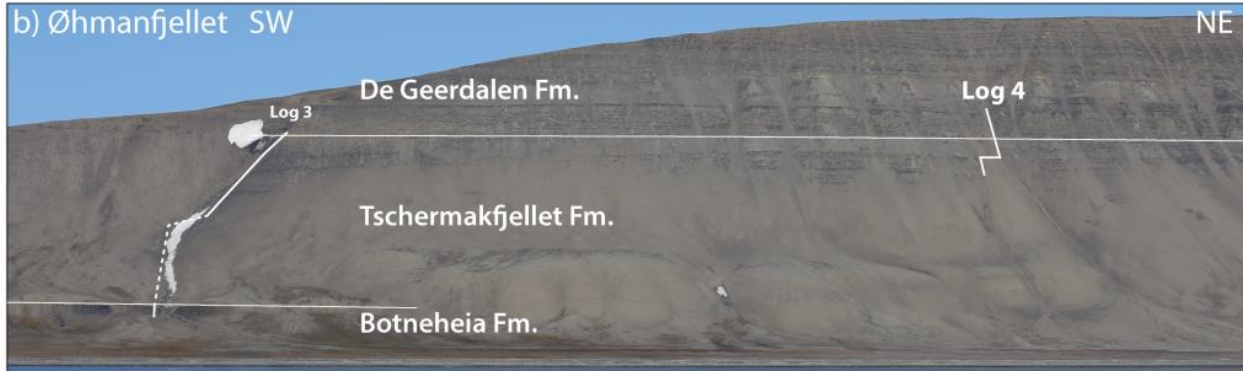 b) Øhmanfjellet SW
NE
De Geerdalen Fm.
Log 3
Log 4
Tschermakfjellet Fm.
Botneheia Fm.